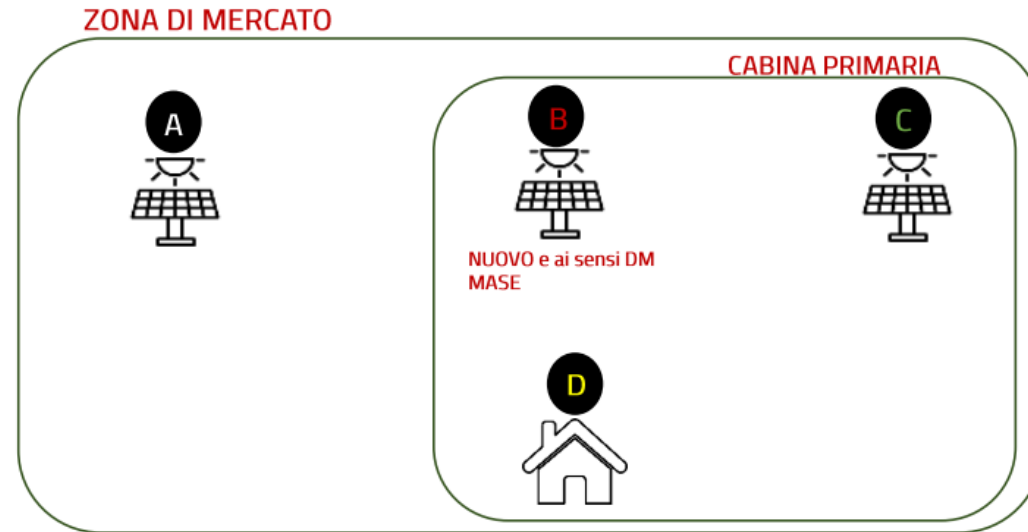 ZONA DI MERCATO
CABINA PRIMARIA
A
B
C
NUOVO e ai sensi DM
MASE
D